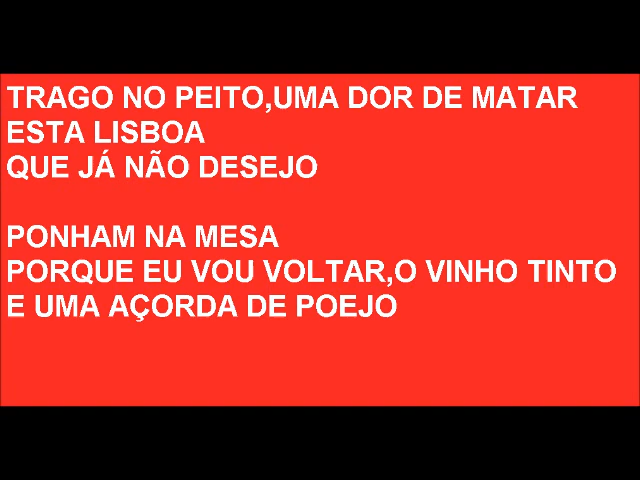 TRAGO NO PEITO,UMA DOR DE MATAR
ESTA LISBOA
QUE JÁ NÃO DESEJO
PONHAM NA MESA
PORQUE EU VOU VOLTAR,O VINHO TINTO
E UMA AÇORDA DE POEJO